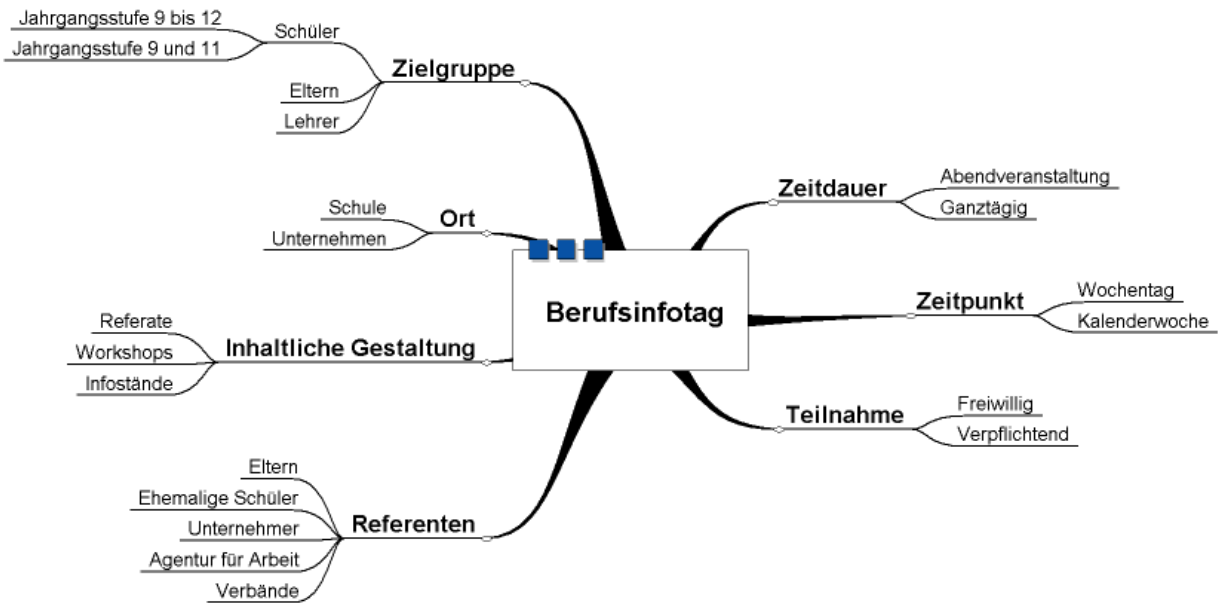 Berufsinfotag
Zielgruppe
Schüler
Jahrgangsstufe 9 bis 12
Jahrgangsstufe 9 und 11
Eltern
Lehrer
Ort
Schule
Unternehmen
Inhaltliche Gestaltung
Referate
Workshops
Infostände
Referenten
Eltern
Ehemalige Schüler
Unternehmer
Agentur für Arbeit
Verbände
Zeitdauer
Abendveranstaltung
Ganztägig
Zeitpunkt
Wochentag
Kalenderwoche
Teilnahme
Freiwillig
Verpflichtend